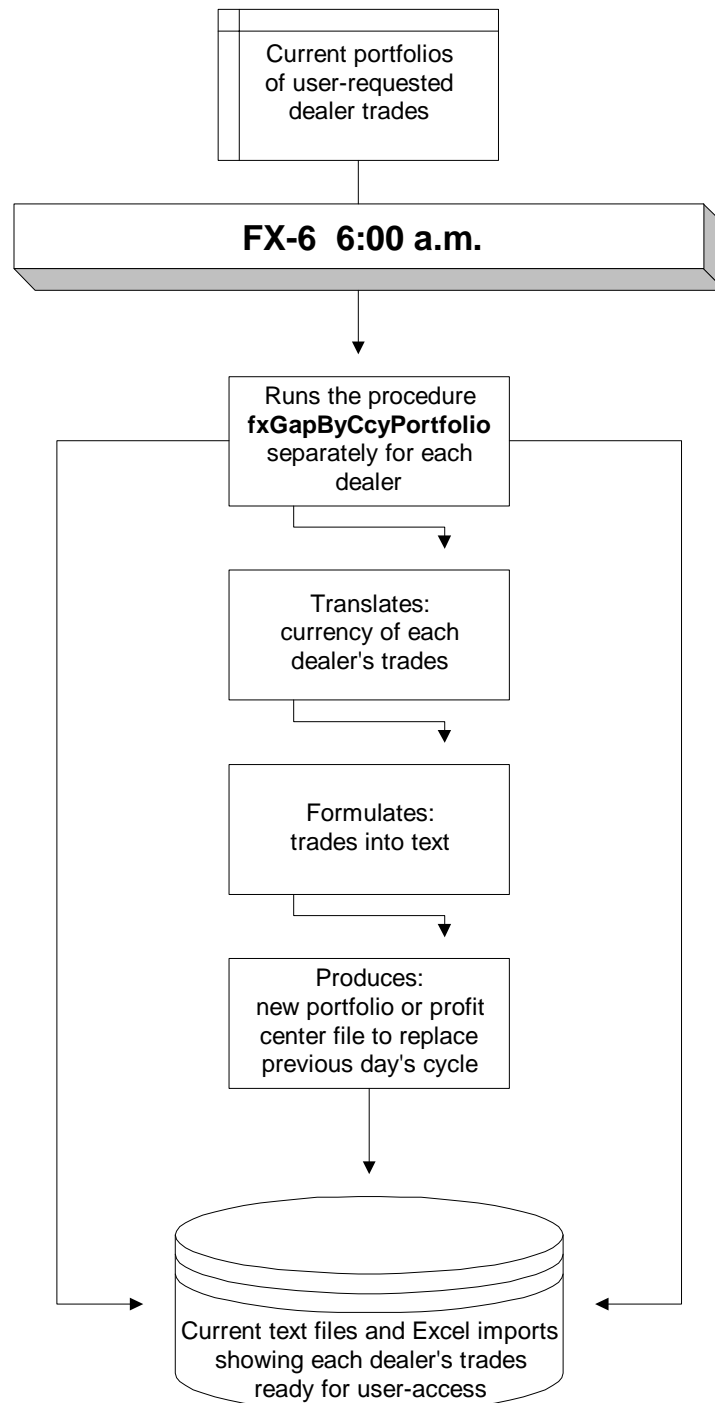 Current portfolios
of user-requested
dealer trades
FX-6 6:00 a.m.
Runs the procedure
fxGapByCcyPortfolio
separately for each
dealer
Translates:
currency of each
dealer's trades
Formulates:
trades into text
Produces:
new portfolio or profit
center file to replace
previous day's cycle
Current text files and Excel imports
showing each dealer's trades
ready for user-access